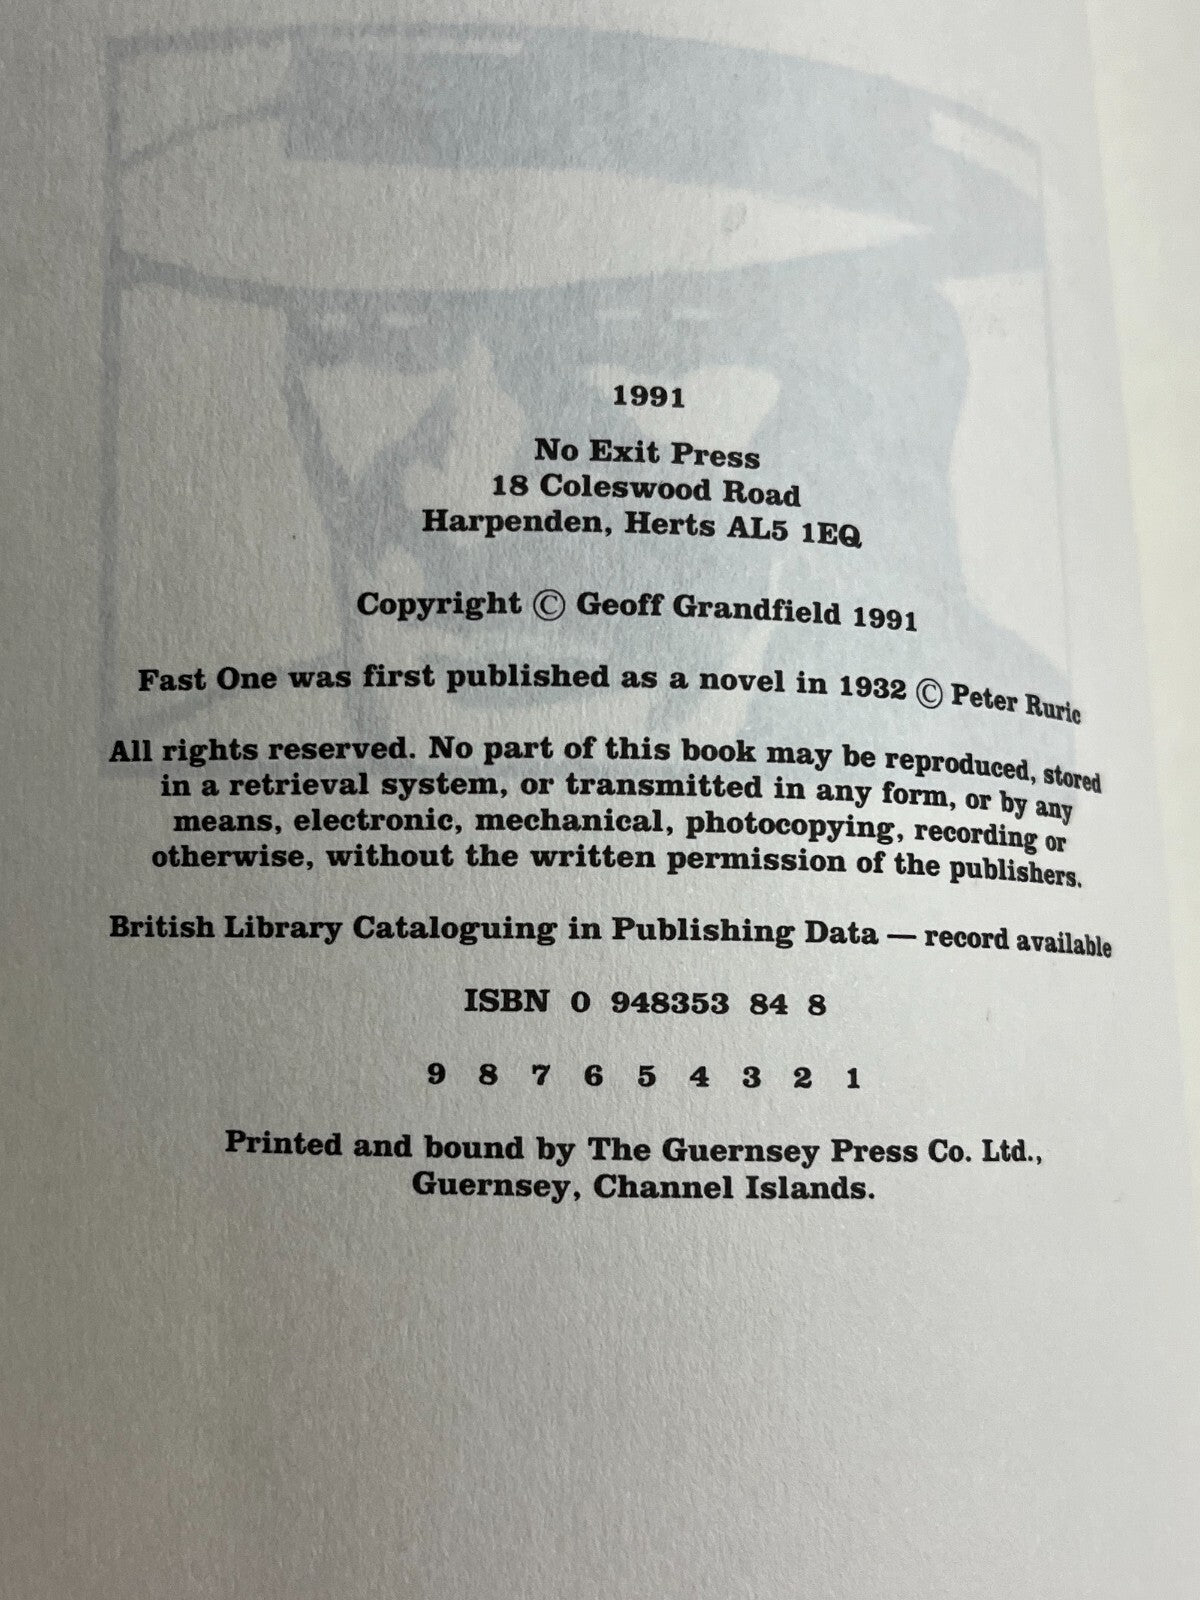 1991
No Exit Press
18 Coleswood Road
Harpenden, Herts AL5 1EQ
Copyright © Geoff Grandfield 1991
Fast One was first published as a novel in 1932 © Peter Ruric
All rights reserved. No part of this book may be reproduced, stored
in a retrieval system, or transmitted in any form, or by any
means, electronic, mechanical, photocopying, recording or
otherwise, without the written permission of the publishers.
British Library Cataloguing in Publishing Data — record available
ISBN 0 948353 84 8
9 8 7 6 5 4 3 2 1
Printed and bound by The Guernsey Press Co. Ltd.,
Guernsey, Channel Islands.